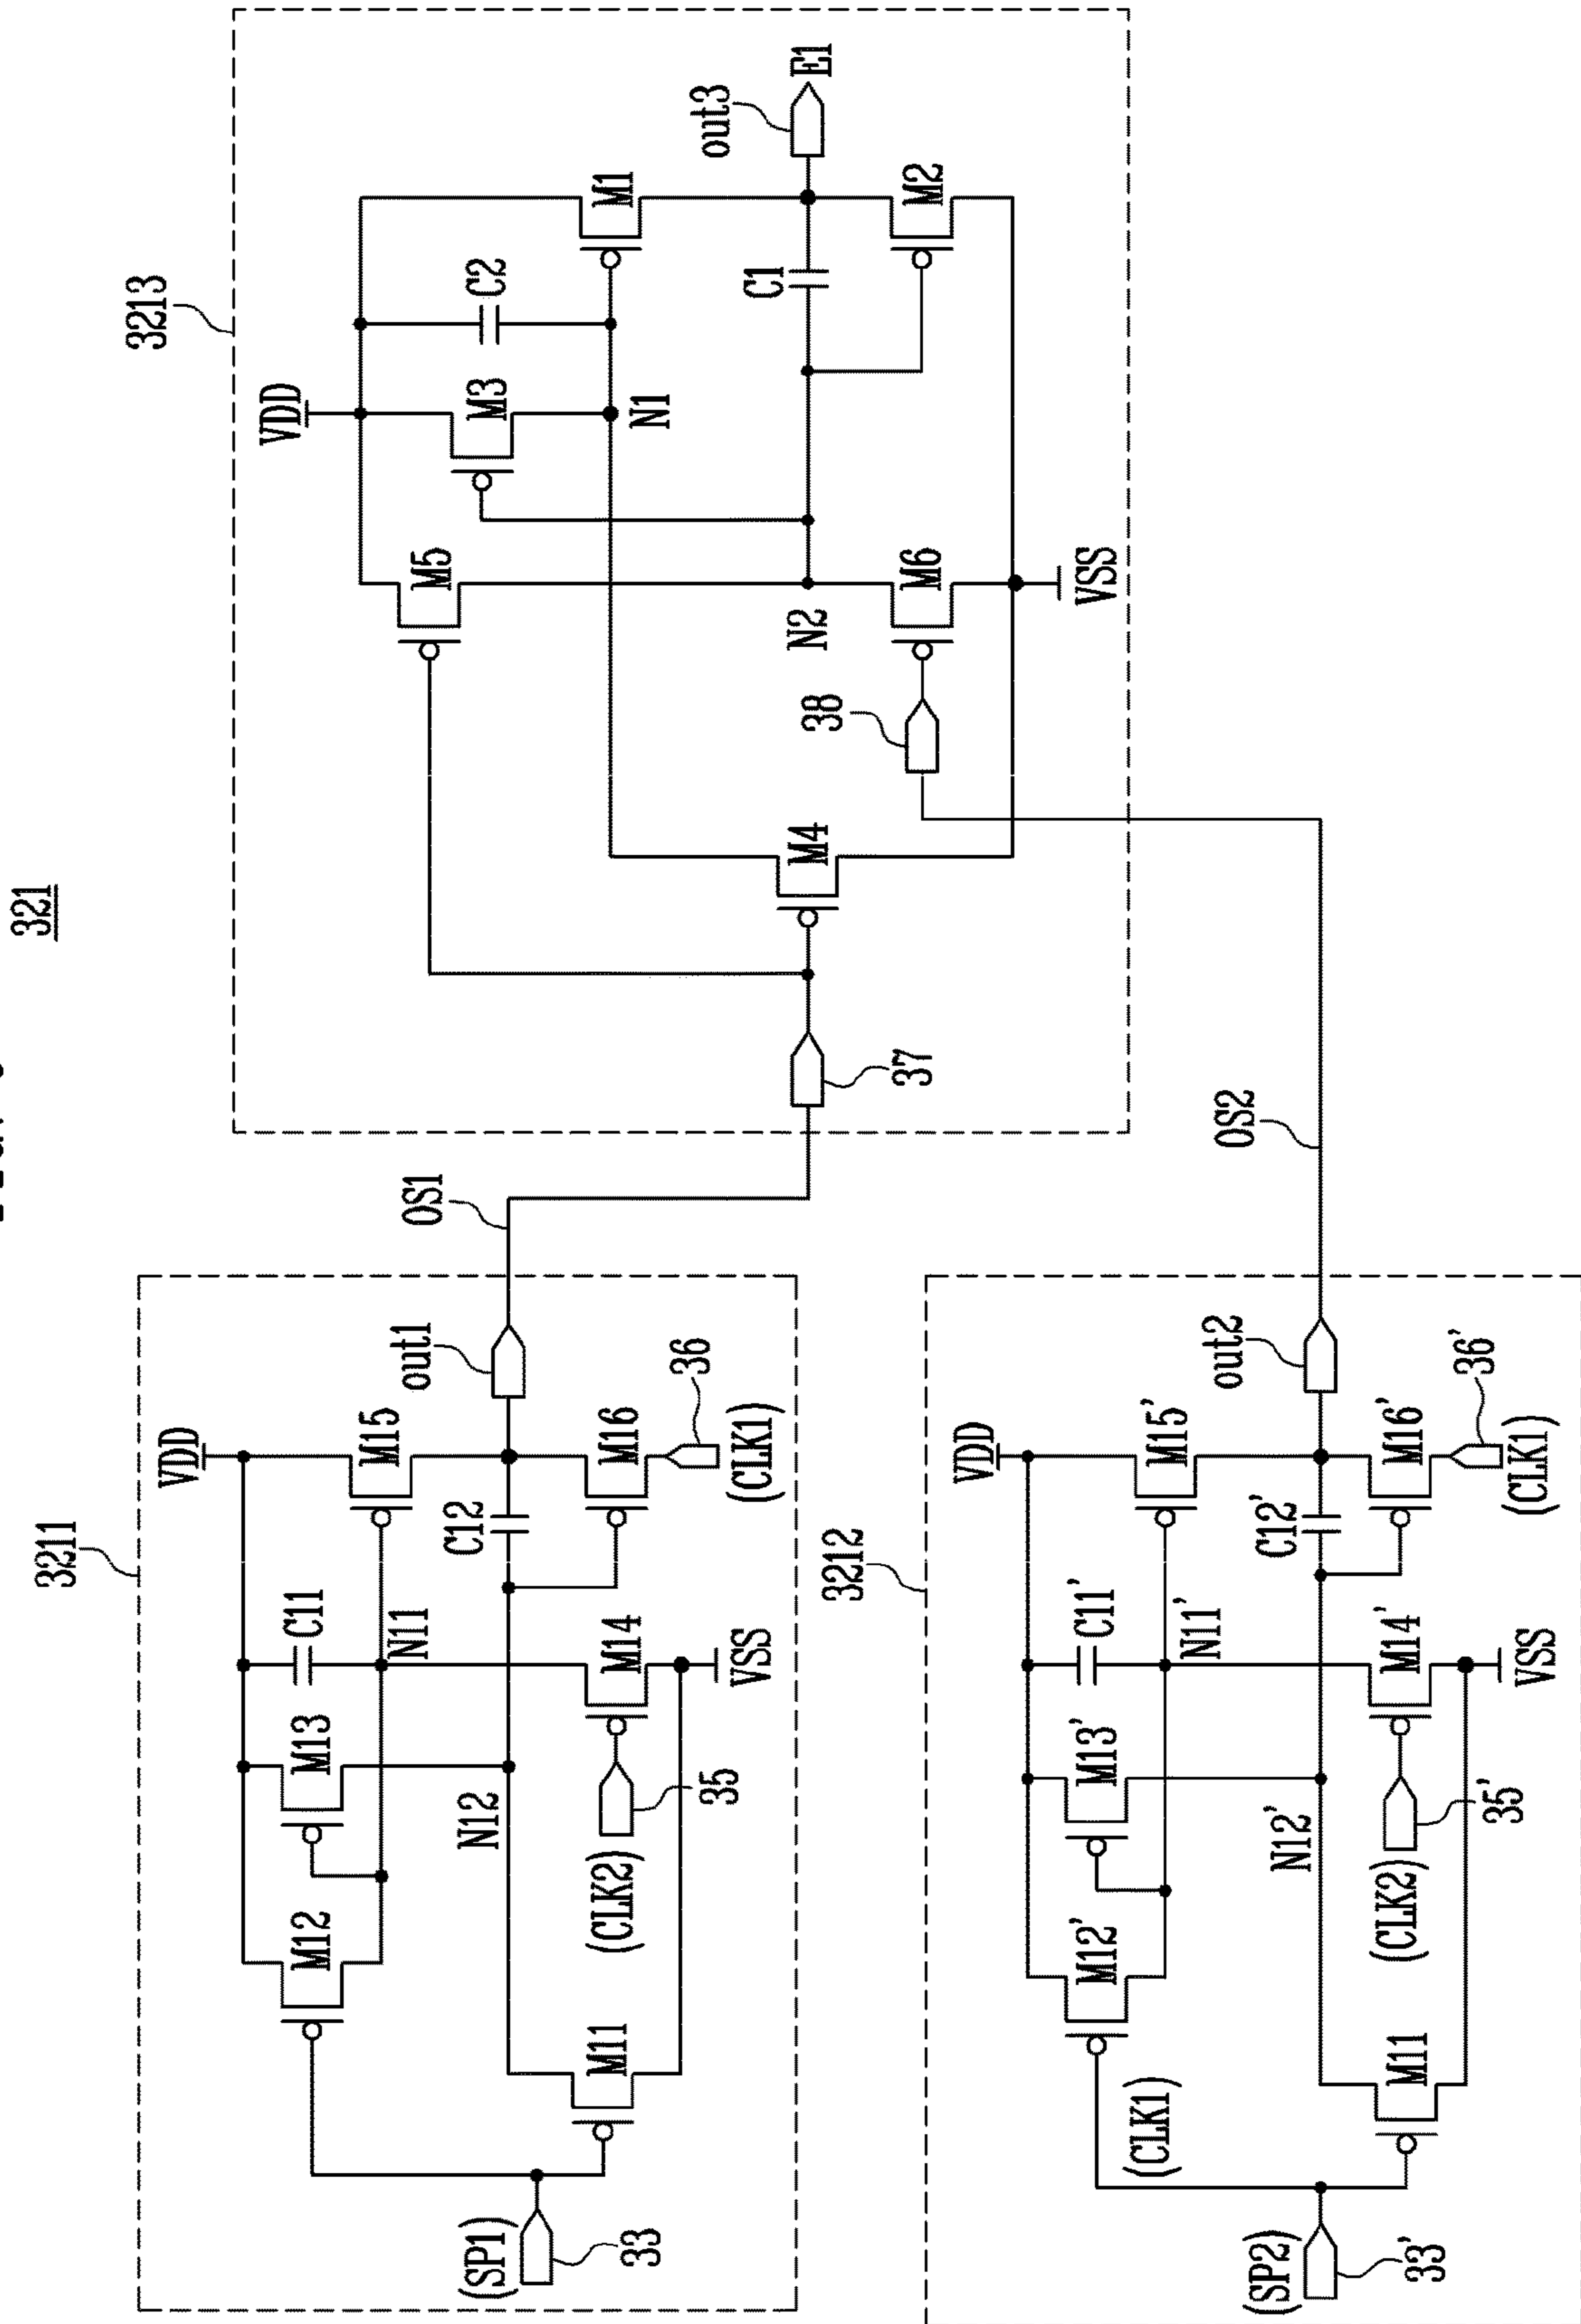 321
3211
VDD
M12
M13
C11
M15
N11
out1
OS1
C12
N12
M11
M14
M16
(SP1)
33
(CLK2)
35
VSS
36
(CLK1)
3212
VDD
M12'
M13'
C11'
M15'
N11'
out2
OS2
(CLK1)
C12'
N12'
M11
M14'
M16'
(SP2)
33'
(CLK2)
35'
VSS
36'
(CLK1)
3213
VDD
M5
M3
C2
M1
N1
out3
E1
37
M4
38
N2
C1
M6
M2
VSS